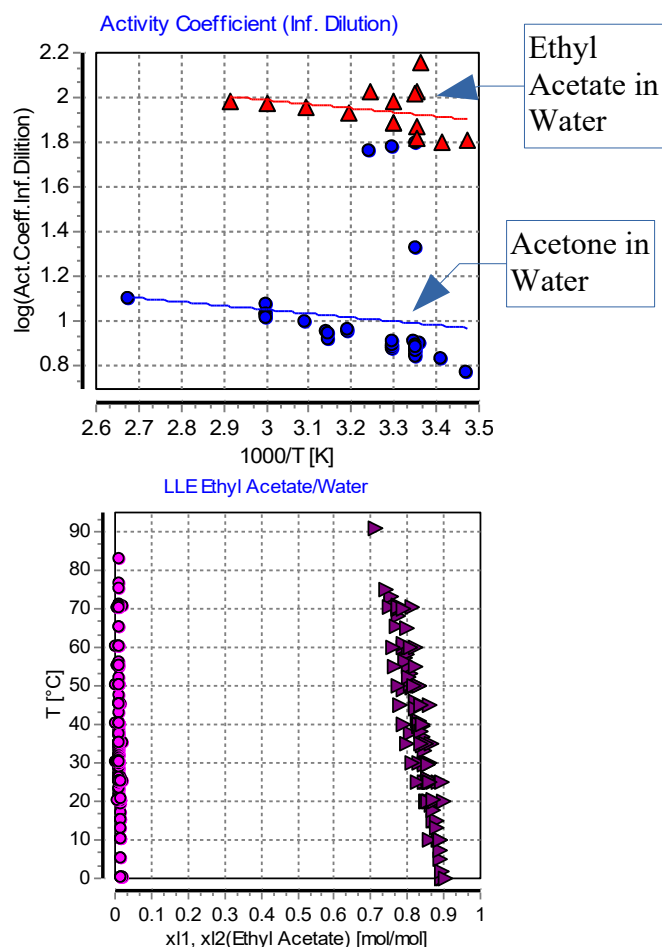 Activity Coefficient (Inf. Dilution)
log(Act.Coeff.Inf.Dilition)
2.2
2
1.8
1.6
1.4
1.2
1
0.8
2.6 2.7 2.8 2.9 3 3.1 3.2 3.3 3.4 3.5
1000/T [K]
Ethyl
Acetate in
Water
Acetone in
Water
LLE Ethyl Acetate/Water
T [°C]
90
80
70
60
50
40
30
20
10
0
0 0.1 0.2 0.3 0.4 0.5 0.6 0.7 0.8 0.9 1
xl1, xl2(Ethyl Acetate) [mol/mol]